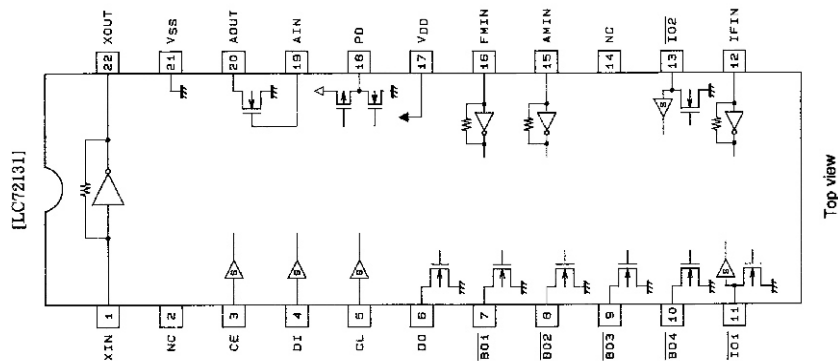 [LC72131]
XOUT 22
VSS 21
AOUT 20
AIN 19
PD 18
VDD 17
FMIN 16
AMIN 15
NC 14
IO2 13
IFIN 12
S
S
S
S
S
XIN 1
NC 2
CE 3
DI 4
CL 5
DO 6
BO1 7
BO2 8
BO3 9
BO4 10
IO1 11
Top view